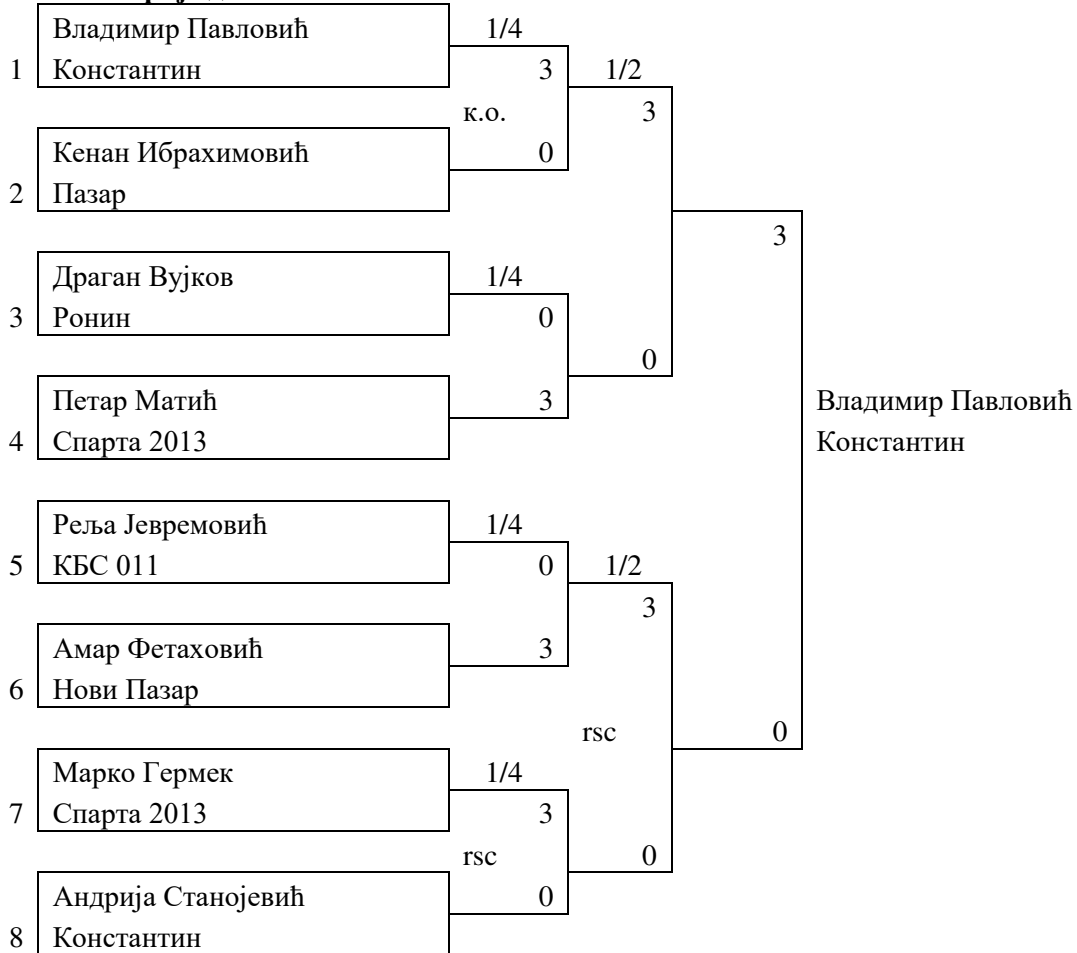 Владимир Павловић 1/4
1 Константин 3 1/2
к.о. 3
Кенан Ибрахимовић 0
2 Пазар
3
Драган Вујков 1/4
3 Ронин 0
0
Петар Матић 3 Владимир Павловић
4 Спарта 2013 Константин
Реља Јевремовић 1/4
5 КБС 011 0 1/2
3
Амар Фетаховић 3
6 Нови Пазар
rsc 0
Марко Гермек 1/4
7 Спарта 2013 3
rsc 0
Андрија Станојевић 0
8 Константин